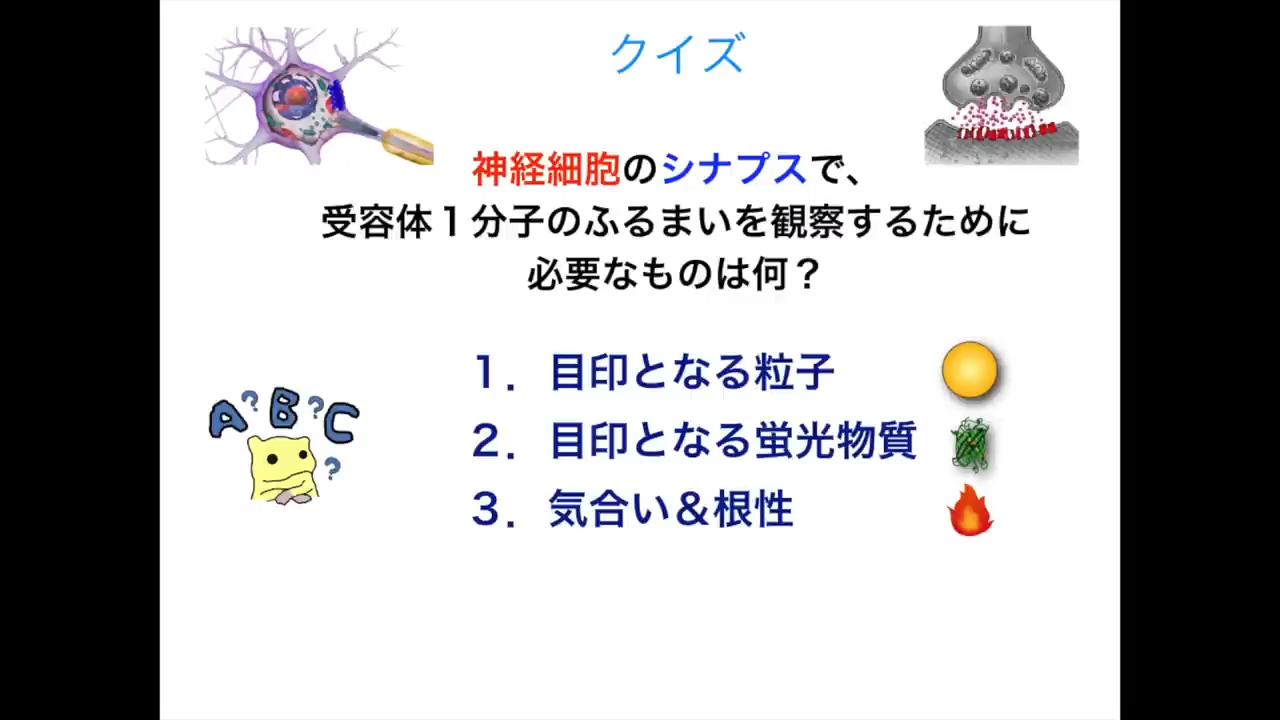 クイズ
神経細胞のシナプスで、
受容体１分子のふるまいを観察するために
必要なものは何？
１．目印となる粒子
２．目印となる蛍光物質
３．気合い＆根性
A?B?C
?